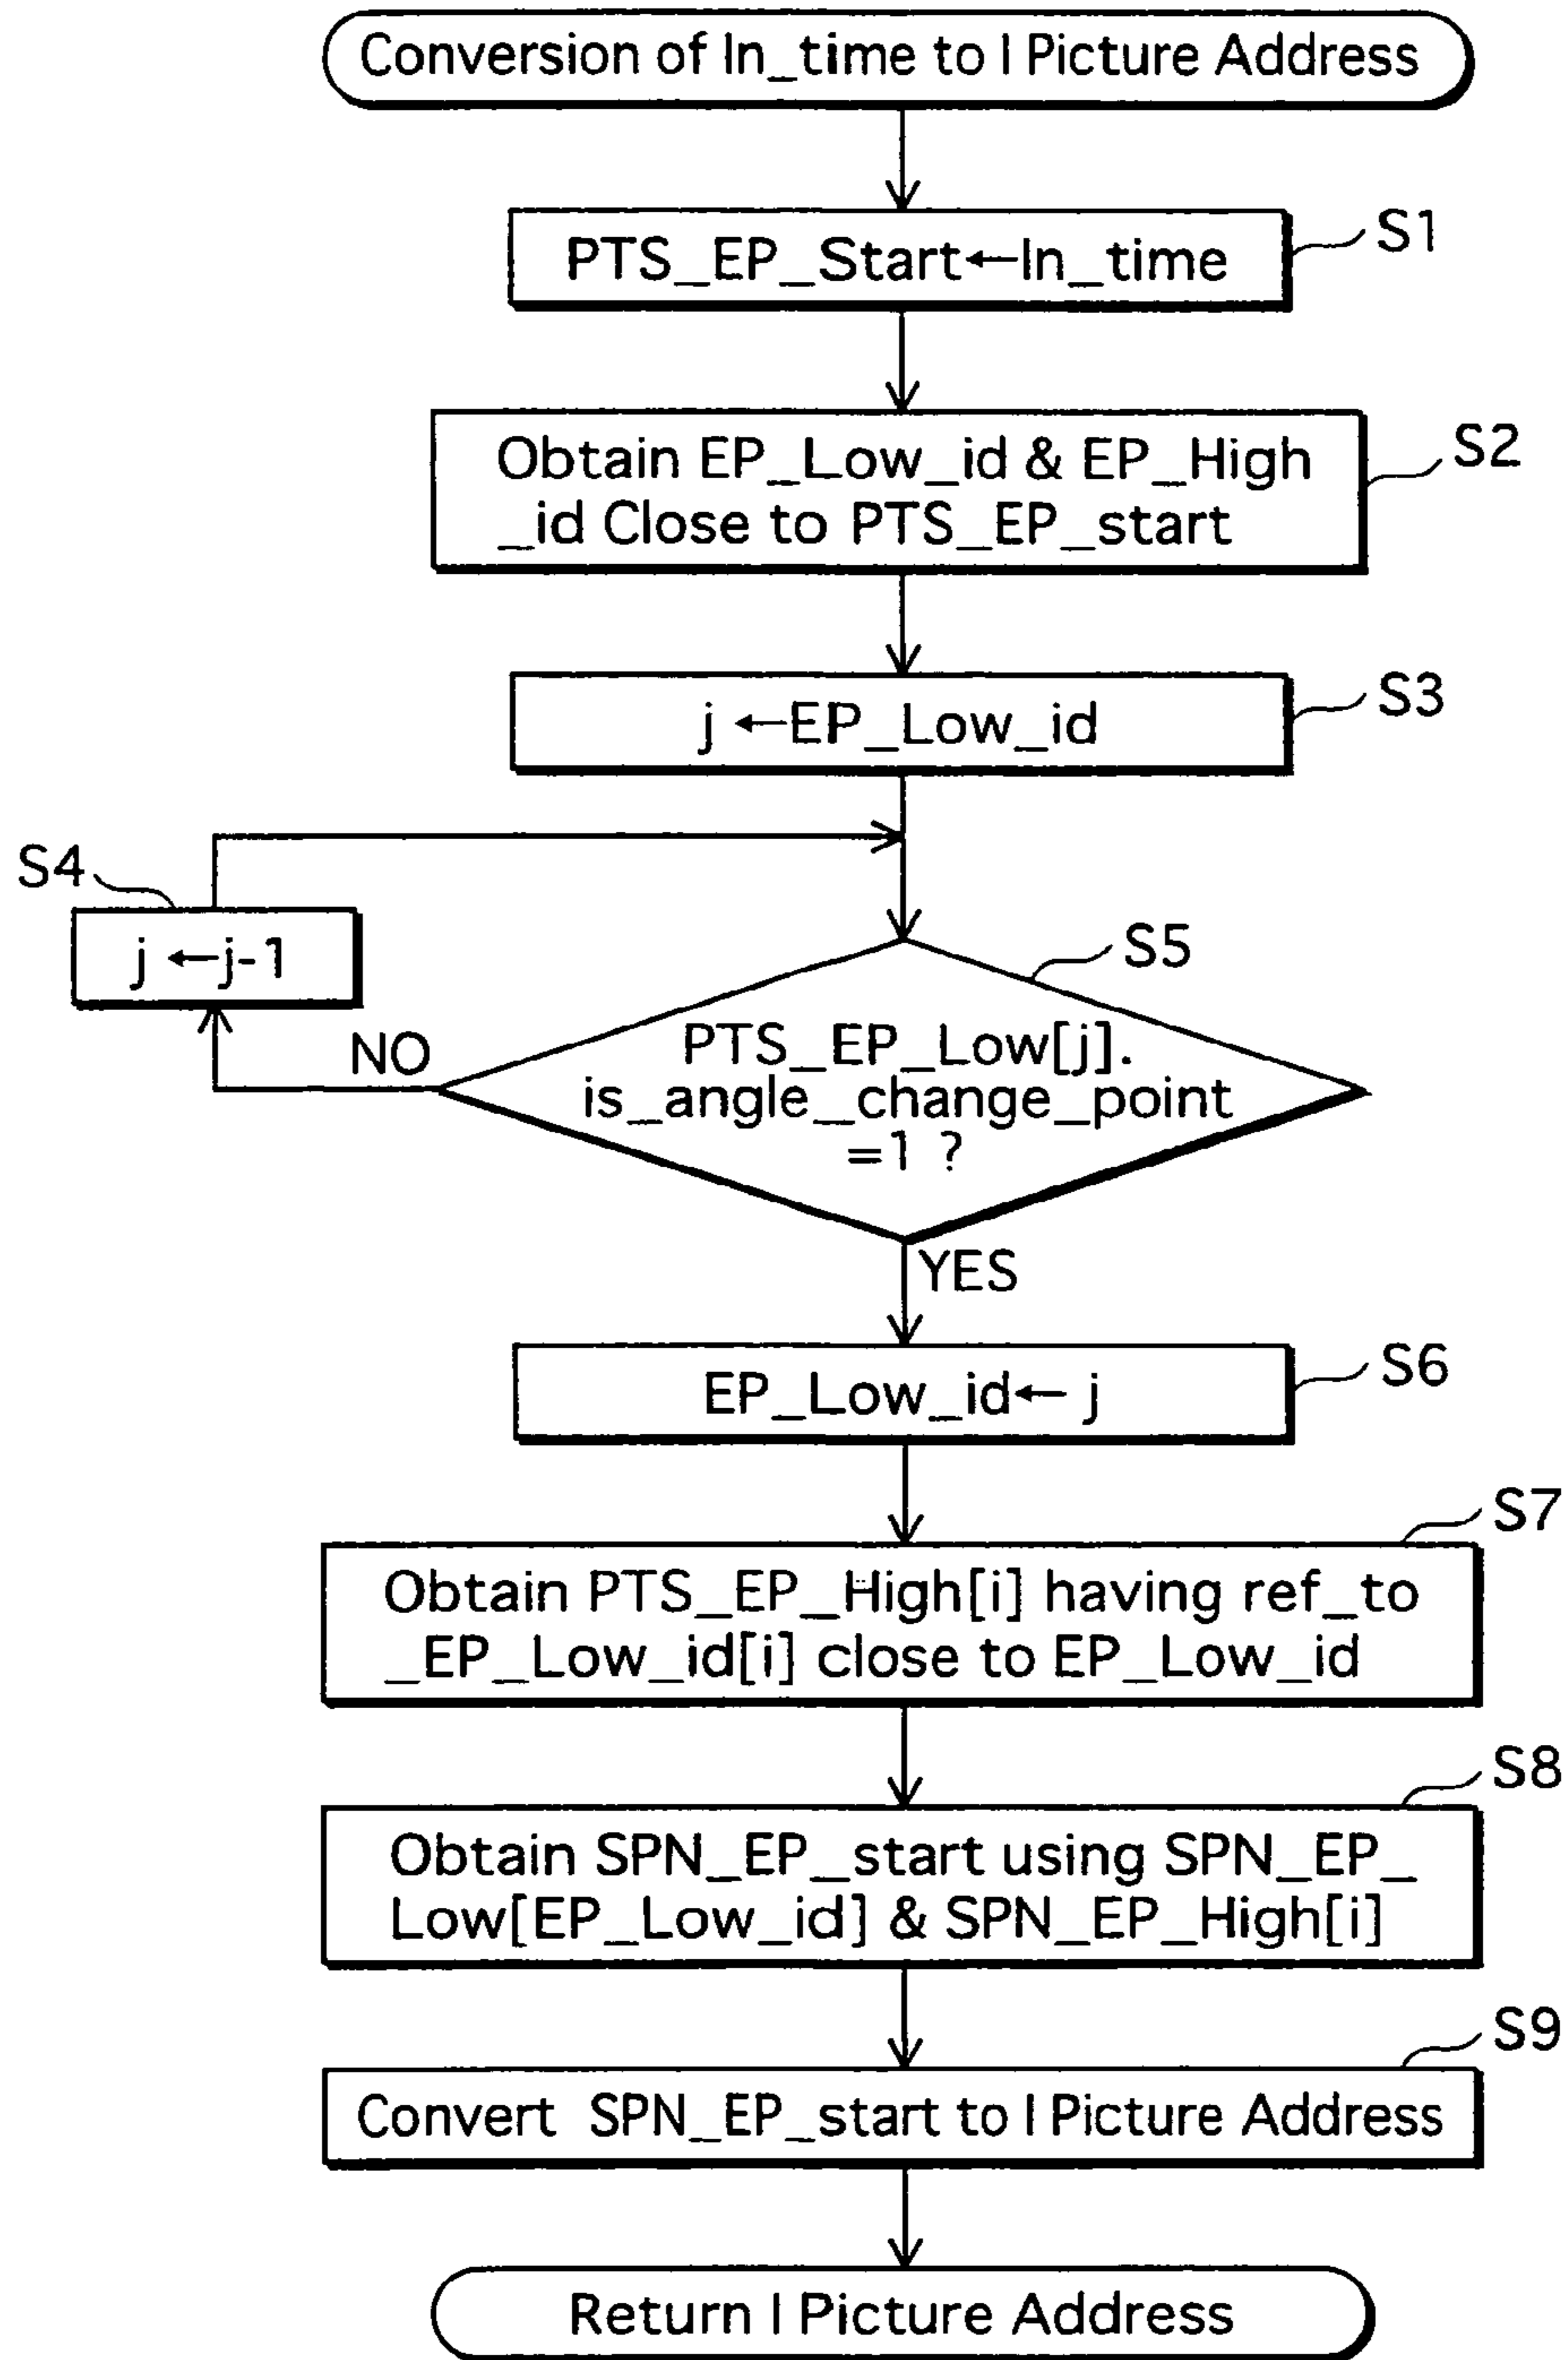 Conversion of In_time to I Picture Address
S1
PTS_EP_Start←In_time
S2
Obtain EP_Low_id & EP_High
_id Close to PTS_EP_start
S3
j ←EP_Low_id
S4
j ←j-1
S5
NO
PTS_EP_Low[j].
is_angle_change_point
=1 ?
YES
S6
EP_Low_id← j
S7
Obtain PTS_EP_High[i] having ref_to
_EP_Low_id[i] close to EP_Low_id
S8
Obtain SPN_EP_start using SPN_EP_
Low[EP_Low_id] & SPN_EP_High[i]
S9
Convert SPN_EP_start to I Picture Address
Return I Picture Address